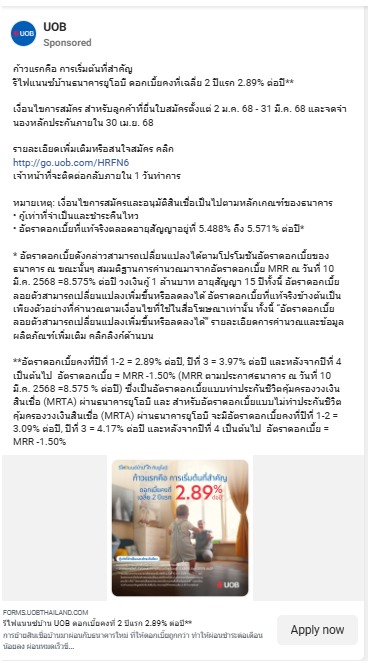 UOB
Sponsored
ก้าวแรกคือ การเริ่มต้นที่สำคัญ
รีไฟแนนซ์บ้านธนาคารยูโอบี ดอกเบี้ยคงที่เฉลี่ย 2 ปีแรก 2.89% ต่อปี**
เงื่อนไขการสมัคร สำหรับลูกค้าที่ยื่นใบสมัครตั้งแต่ 2 ม.ค. 68 - 31 มี.ค. 68 และจดจำ
นองหลักประกันภายใน 30 เม.ย. 68
รายละเอียดเพิ่มเติมหรือสนใจสมัคร คลิก
http://go.uob.com/HRFN6
เจ้าหน้าที่จะติดต่อกลับภายใน 1 วันทำการ
หมายเหตุ: เงื่อนไขการสมัครและอนุมัติสินเชื่อเป็นไปตามหลักเกณฑ์ของธนาคาร
• กู้เท่าที่จำเป็นและชำระคืนไหว
• อัตราดอกเบี้ยที่แท้จริงตลอดอายุสัญญาอยู่ที่ 5.488% ถึง 5.571% ต่อปี*
* อัตราดอกเบี้ยดังกล่าวสามารถเปลี่ยนแปลงได้ตามโปรโมชันอัตราดอกเบี้ยของ
ธนาคาร ณ ขณะนั้นๆ สมมติฐานการคำนวณมาจากอัตราดอกเบี้ย MRR ณ วันที่ 10
มี.ค. 2568 =8.575% ต่อปี วงเงินกู้ 1 ล้านบาท อายุสัญญา 15 ปีทั้งนี้ อัตราดอกเบี้ย
ลอยตัวสามารถเปลี่ยนแปลงเพิ่มขึ้นหรือลดลงได้ อัตราดอกเบี้ยที่แท้จริงข้างต้นเป็น
เพียงตัวอย่างที่คำนวณตามเงื่อนไขที่ใช้ในสื่อโฆษณาเท่านั้น ทั้งนี้ "อัตราดอกเบี้ย
ลอยตัวสามารถเปลี่ยนแปลงเพิ่มขึ้นหรือลดลงได้" รายละเอียดการคำนวณและข้อมูล
ผลิตภัณฑ์เพิ่มเติม คลิกลิงก์ด้านบน
**อัตราดอกเบี้ยคงที่ปีที่ 1-2 = 2.89% ต่อปี, ปีที่ 3 = 3.97% ต่อปี และหลังจากปีที่ 4
เป็นต้นไป อัตราดอกเบี้ย = MRR -1.50% (MRR ตามประกาศธนาคาร ณ วันที่ 10
มี.ค. 2568 =8.575 % ต่อปี) ซึ่งเป็นอัตราดอกเบี้ยแบบทำประกันชีวิตคุ้มครองวงเงิน
สินเชื่อ (MRTA) ผ่านธนาคารยูโอบี และ สำหรับอัตราดอกเบี้ยแบบไม่ทำประกันชีวิต
คุ้มครองวงเงินสินเชื่อ (MRTA) ผ่านธนาคารยูโอบี จะมีอัตราดอกเบี้ยคงที่ปีที่ 1-2 =
3.09% ต่อปี, ปีที่ 3 = 4.17% ต่อปี และหลังจากปีที่ 4 เป็นต้นไป อัตราดอกเบี้ย =
MRR -1.50%
รีไฟแนนซ์บ้าน
ก้าวแรกคือ การเริ่มต้นที่สำคัญ
ดอกเบี้ยคงที่
เฉลี่ย 2 ปีแรก
2.89%
ต่อปี
UOB
FORMS.UOBTHAILAND.COM
รีไฟแนนซ์บ้าน UOB ดอกเบี้ยคงที่ 2 ปีแรก 2.89% ต่อปี**
การย้ายสินเชื่อบ้านมาผ่อนกับธนาคารใหม่ ที่ให้ดอกเบี้ยถูกกว่า ทำให้ผ่อนชำระต่อเดือน
น้อยลง ผ่อนหมดเร็วขึ้...
Apply now